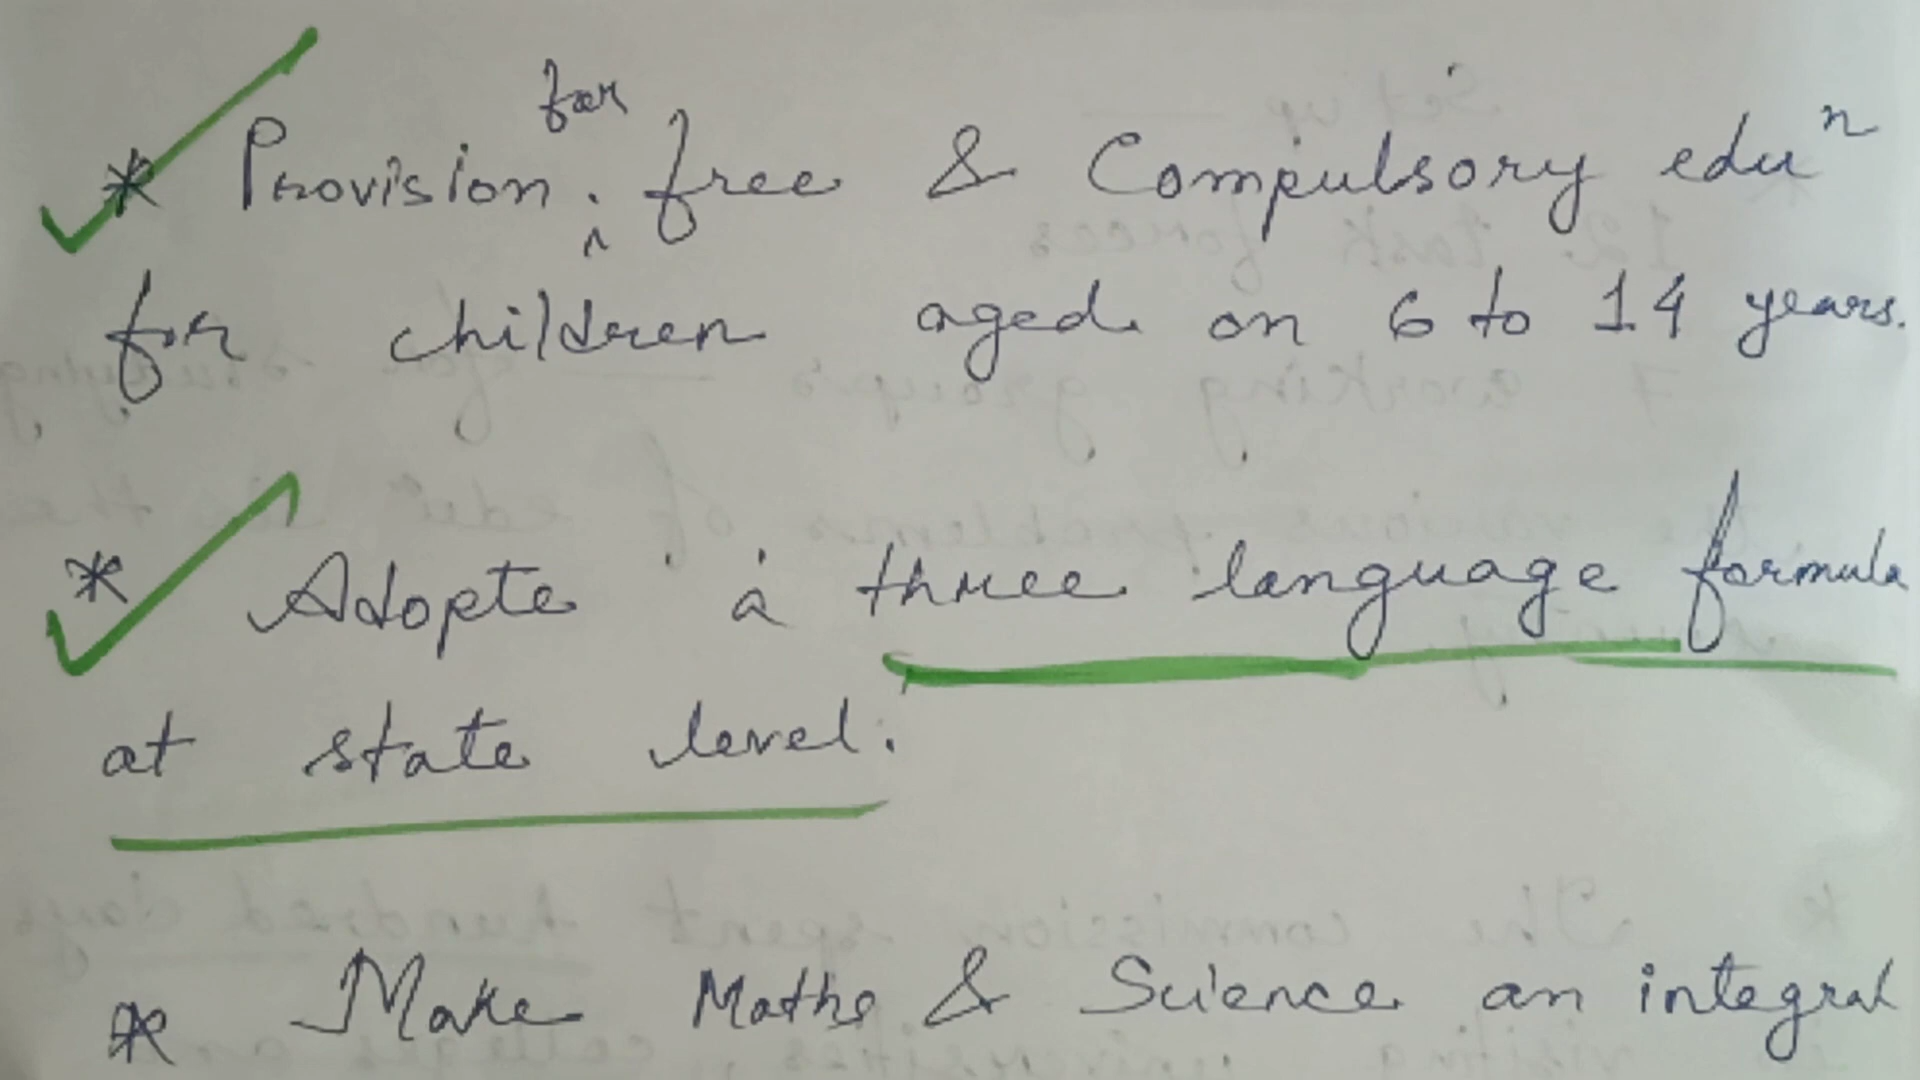 * Provision for free & Compulsory eduⁿ
for children aged on 6 to 14 years.
* Adopte a three language formula
at state level.
* Make Maths & Science an integral